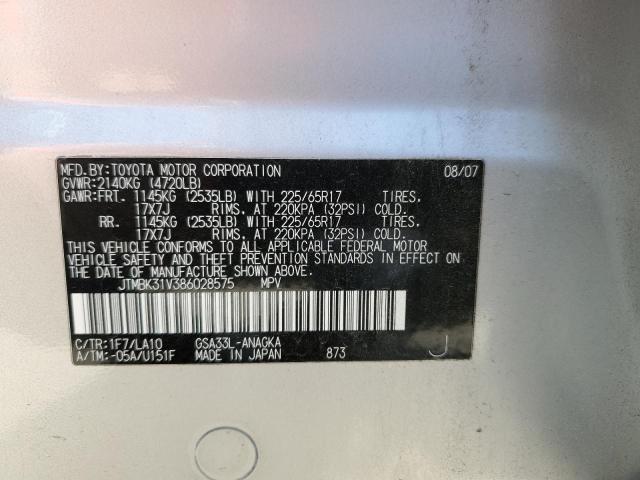 MFD.BY:TOYOTA MOTOR CORPORATION 08/07
GVWR:2140KG (4720LB)
GAWR:FRT. 1145KG (2535LB) WITH 225/65R17 TIRES.
17X7J RIMS. AT 220KPA (32PSI) COLD.
RR. 1145KG (2535LB) WITH 225/65R17 TIRES.
17X7J RIMS. AT 220KPA (32PSI) COLD.
THIS VEHICLE CONFORMS TO ALL APPLICABLE FEDERAL MOTOR
VEHICLE SAFETY AND THEFT PREVENTION STANDARDS IN EFFECT
ON THE DATE OF MANUFACTURE SHOWN ABOVE.
JTMBK31V386028575 MPV
C/TR:1F7/LA10 GSA33L-ANAGKA
A/TM:-05A/U151F MADE IN JAPAN 873 J